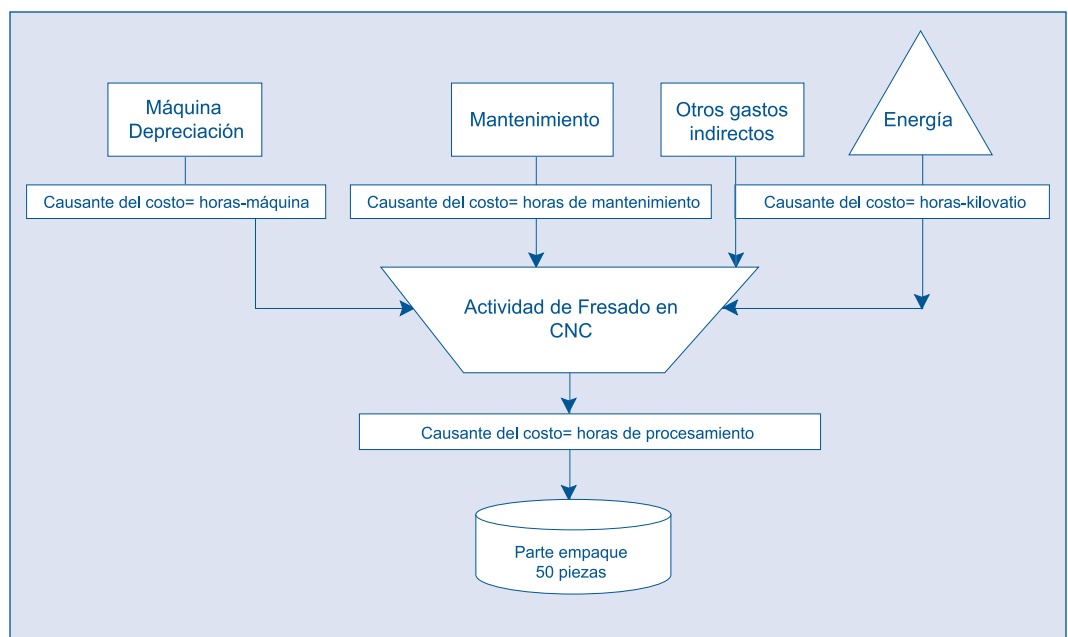 Máquina
Depreciación
Mantenimiento
Otros gastos
indirectos
Energía
Causante del costo= horas-máquina
Causante del costo= horas de mantenimiento
Causante del costo= horas-kilovatio
Actividad de Fresado en
CNC
Causante del costo= horas de procesamiento
Parte empaque
50 piezas